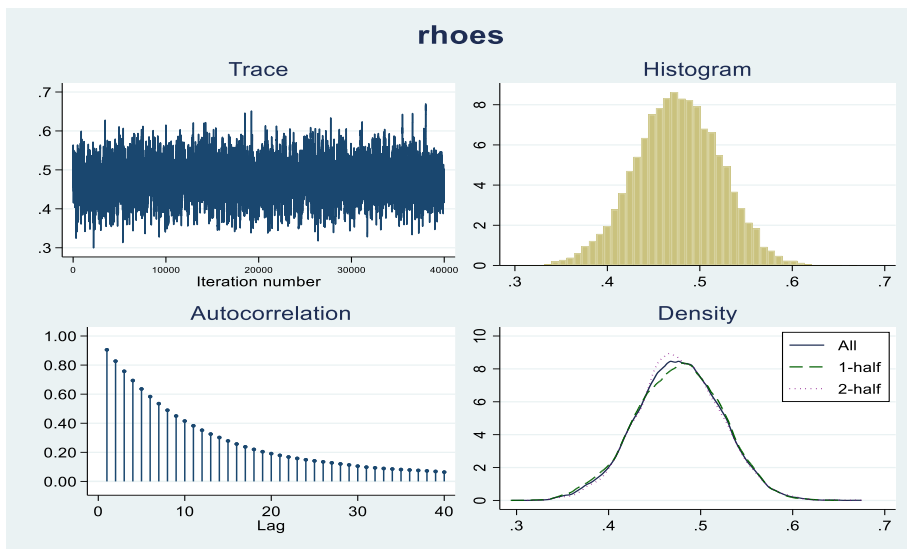 rhoes
Trace
.7
.6
.5
.4
.3
0 10000 20000 30000 40000
Iteration number
Histogram
8
6
4
2
0
.3 .4 .5 .6 .7
Autocorrelation
1.00
0.80
0.60
0.40
0.20
0.00
0 10 20 30 40
Lag
Density
10
8
6
4
2
0
.3 .4 .5 .6 .7
All
1-half
2-half